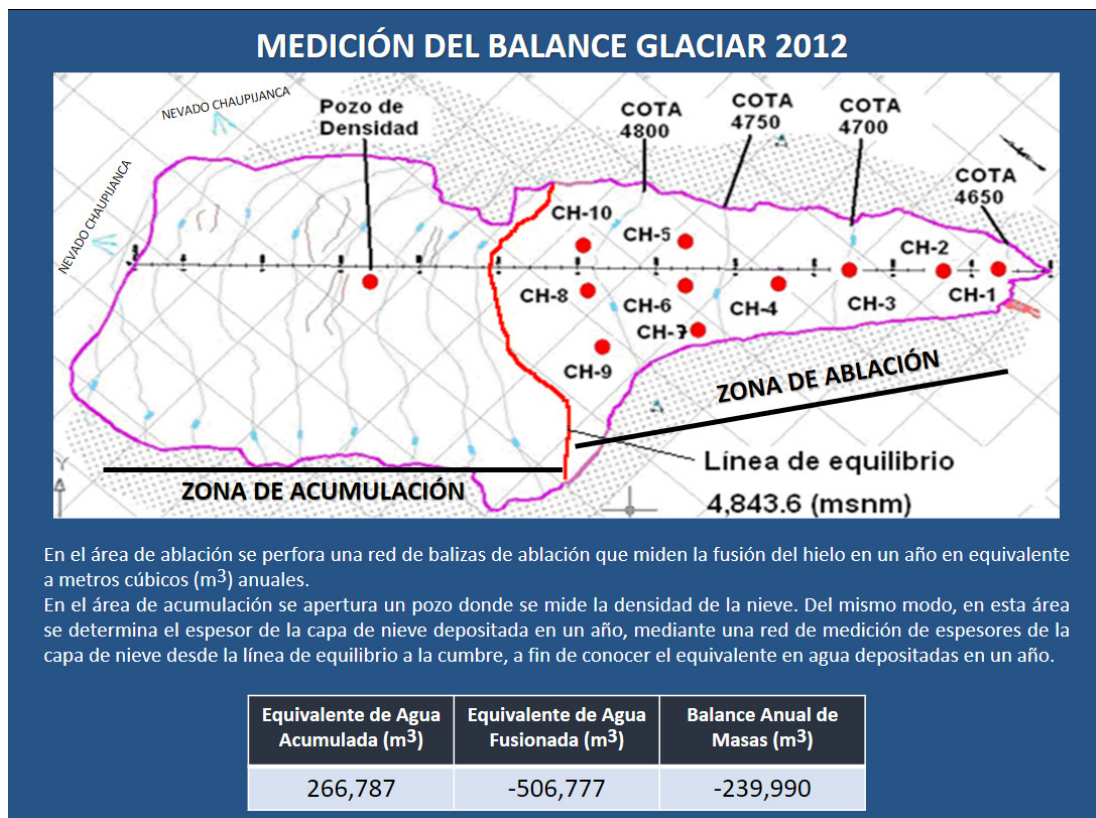 MEDICIÓN DEL BALANCE GLACIAR 2012
NEVADO CHAUPIJANCA
NEVADO CHAUPIJANCA
Pozo de
Densidad
COTA
4800
COTA
4750
COTA
4700
COTA
4650
CH-10
CH-5
CH-2
CH-8
CH-6
CH-4
CH-3
CH-1
CH-7
CH-9
ZONA DE ABLACIÓN
Línea de equilibrio
4,843.6 (msnm)
ZONA DE ACUMULACIÓN
Y
En el área de ablación se perfora una red de balizas de ablación que miden la fusión del hielo en un año en equivalente
a metros cúbicos (m³) anuales.
En el área de acumulación se apertura un pozo donde se mide la densidad de la nieve. Del mismo modo, en esta área
se determina el espesor de la capa de nieve depositada en un año, mediante una red de medición de espesores de la
capa de nieve desde la línea de equilibrio a la cumbre, a fin de conocer el equivalente en agua depositadas en un año.
Equivalente de Agua
Acumulada (m³)
Equivalente de Agua
Fusionada (m³)
Balance Anual de
Masas (m³)
266,787
-506,777
-239,990